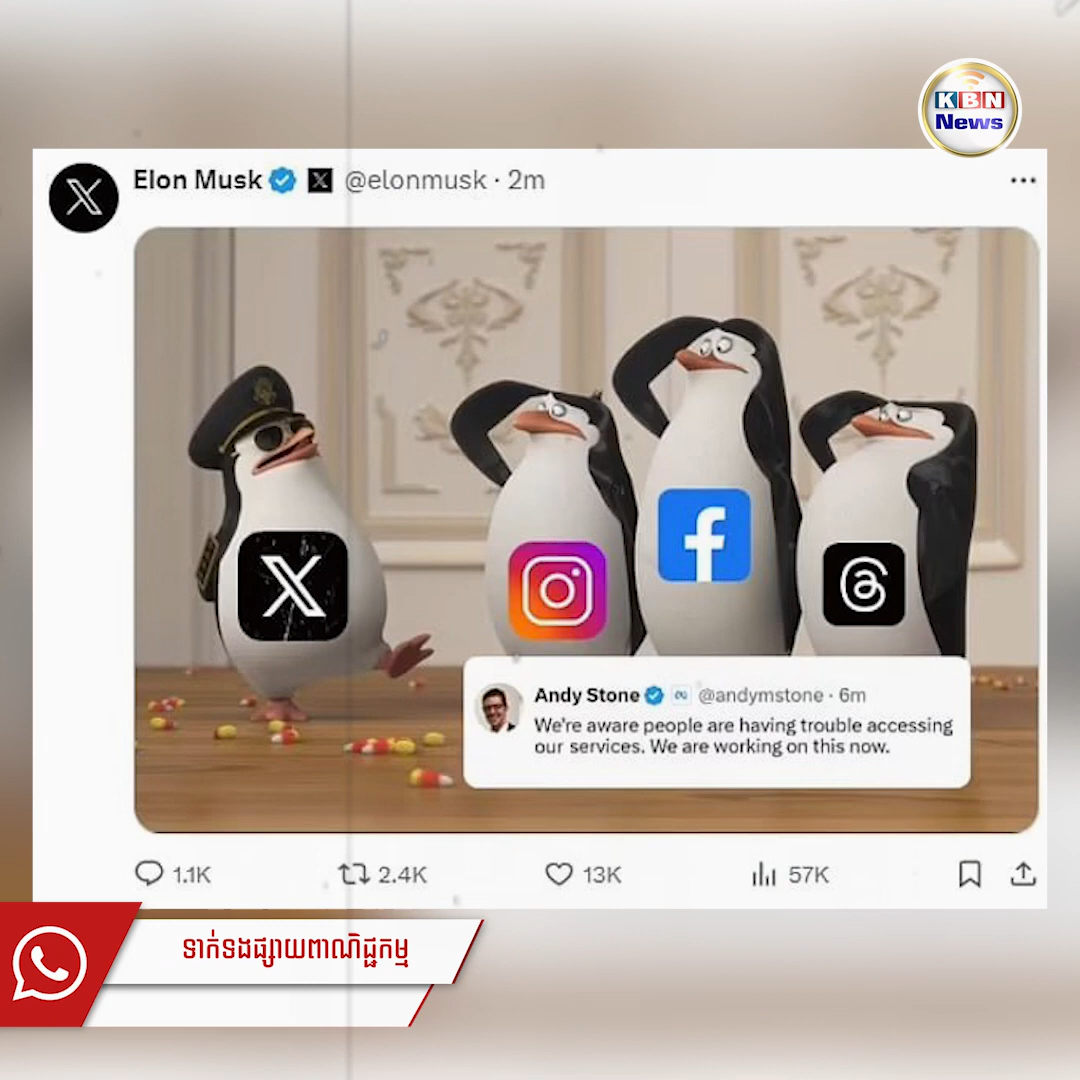 KBN
News
Elon Musk @elonmusk · 2m
Andy Stone @andymstone · 6m
We're aware people are having trouble accessing
our services. We are working on this now.
1.1K 2.4K 13K 57K
ទាក់ទងផ្សាយពាណិជ្ជកម្ម